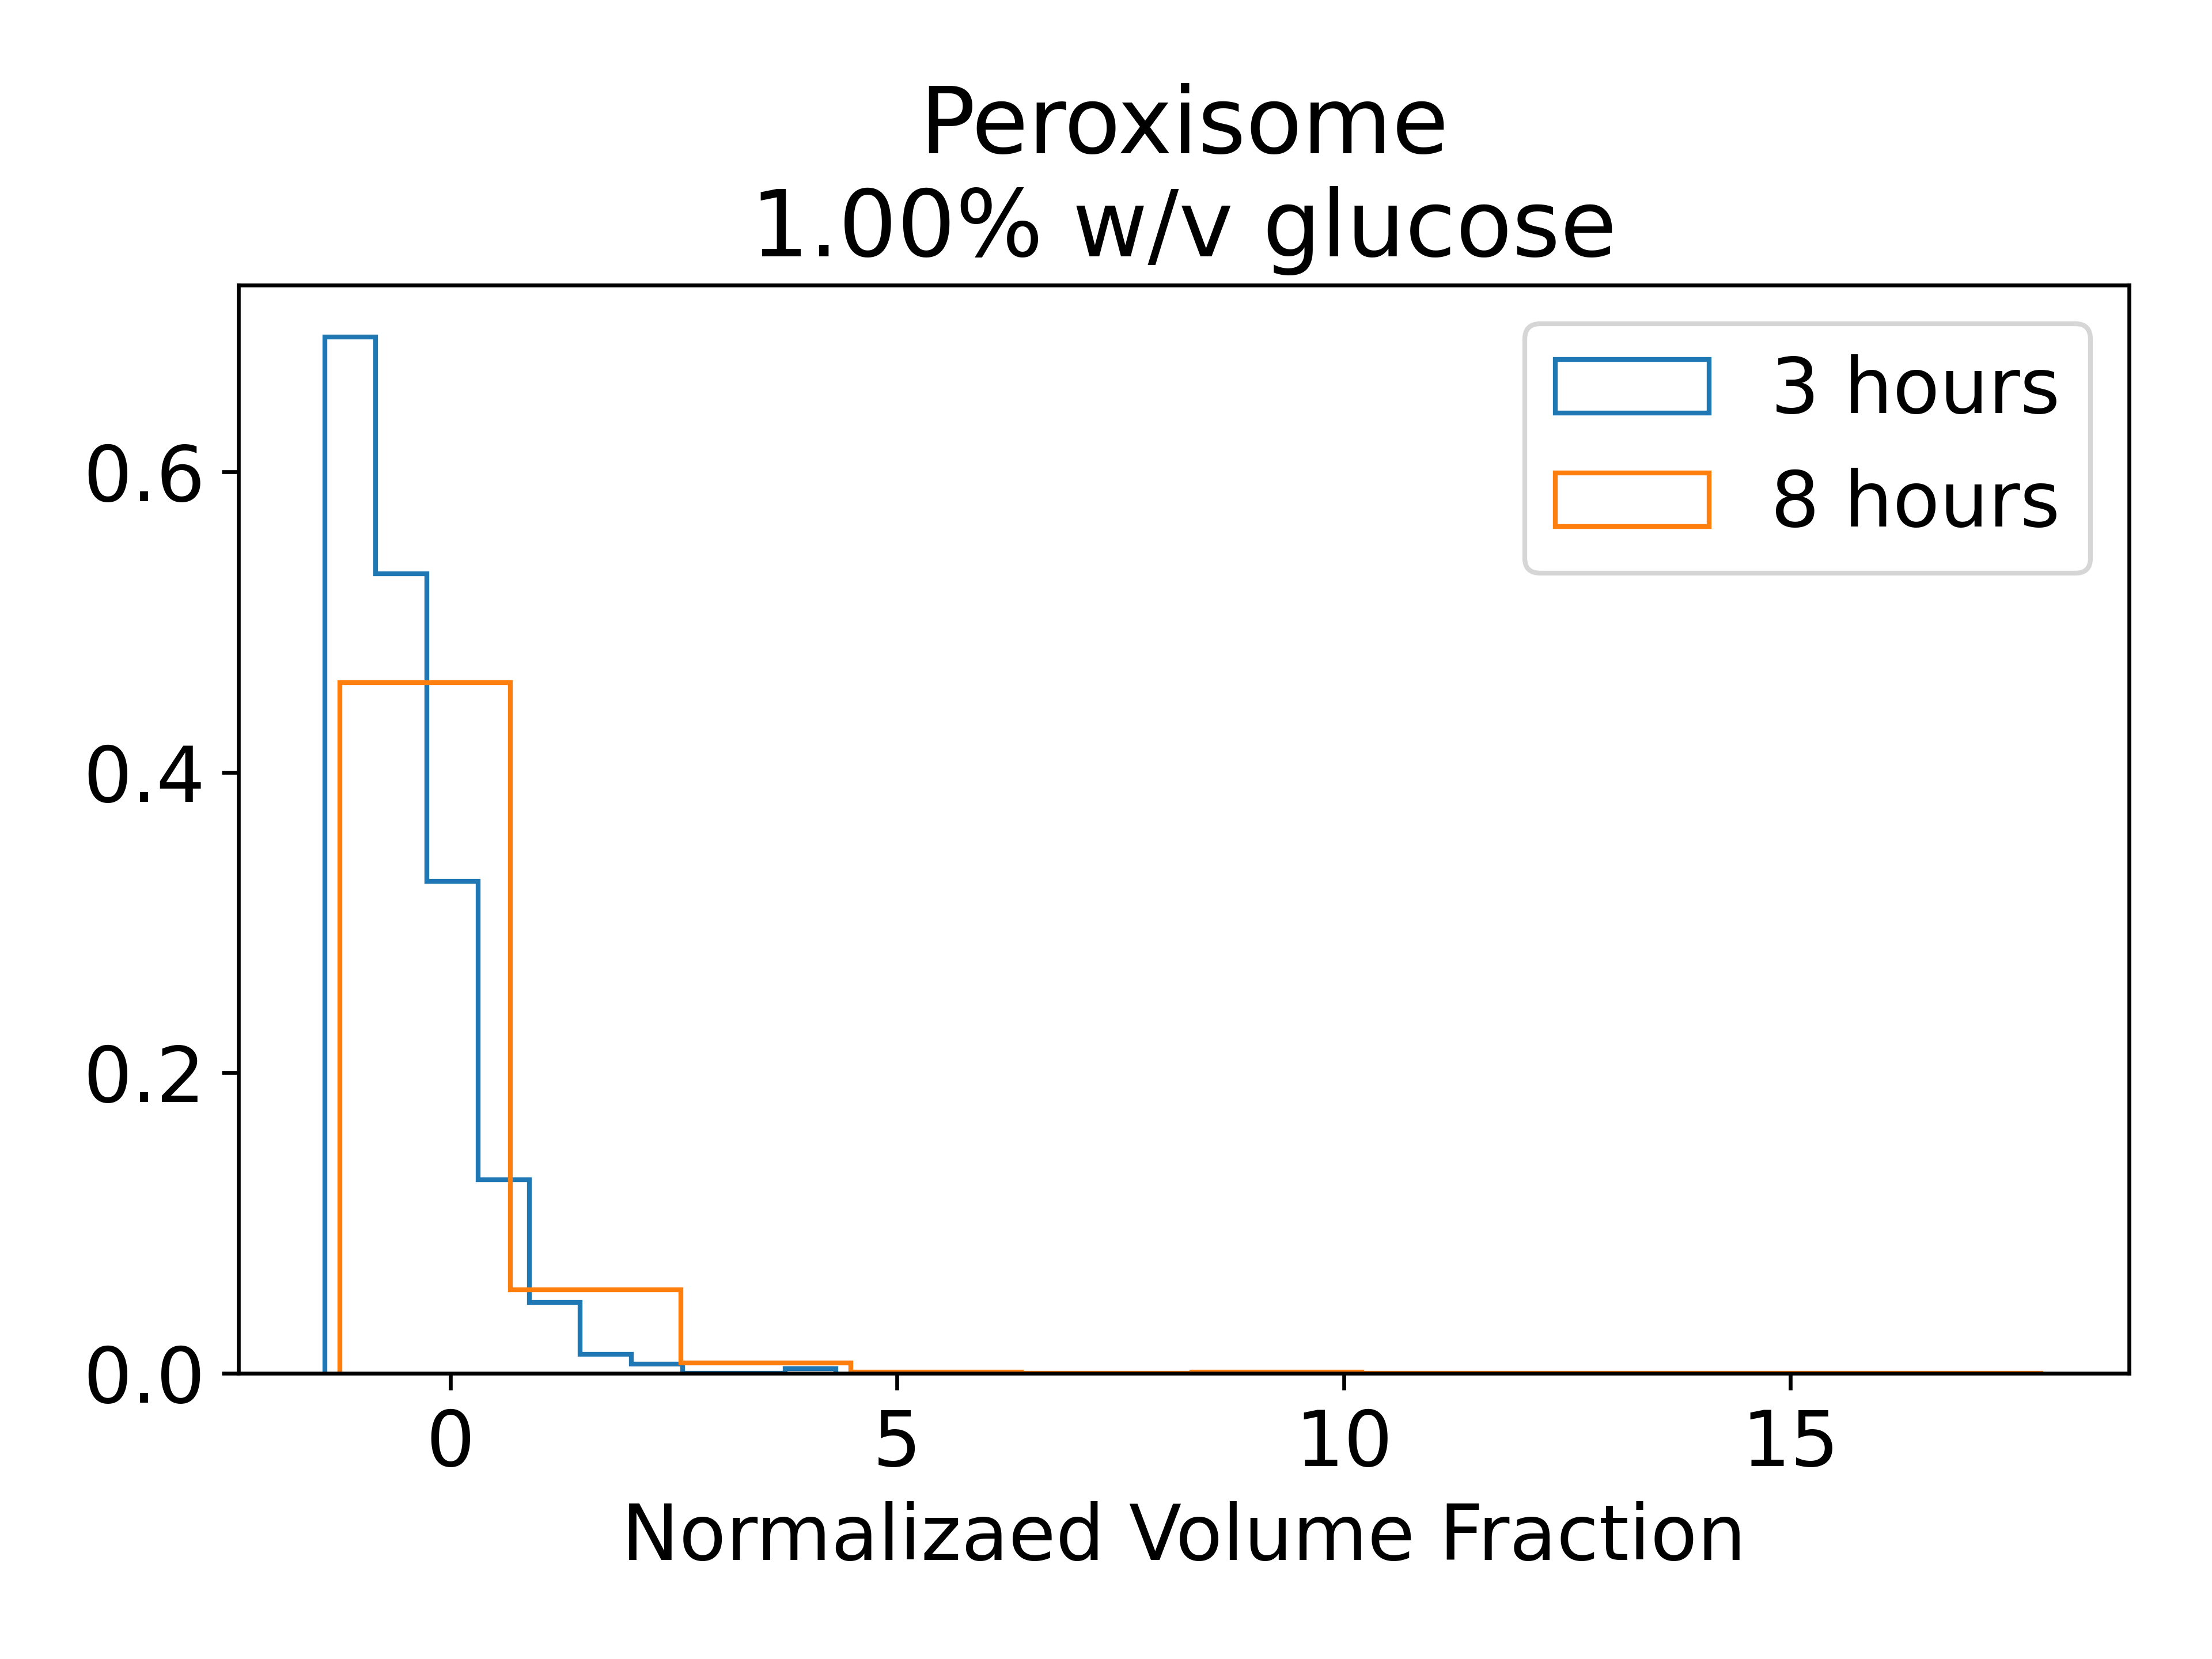 Peroxisome
1.00% w/v glucose
3 hours
8 hours
0.6
0.4
0.2
0.0
0 5 10 15
Normalizaed Volume Fraction